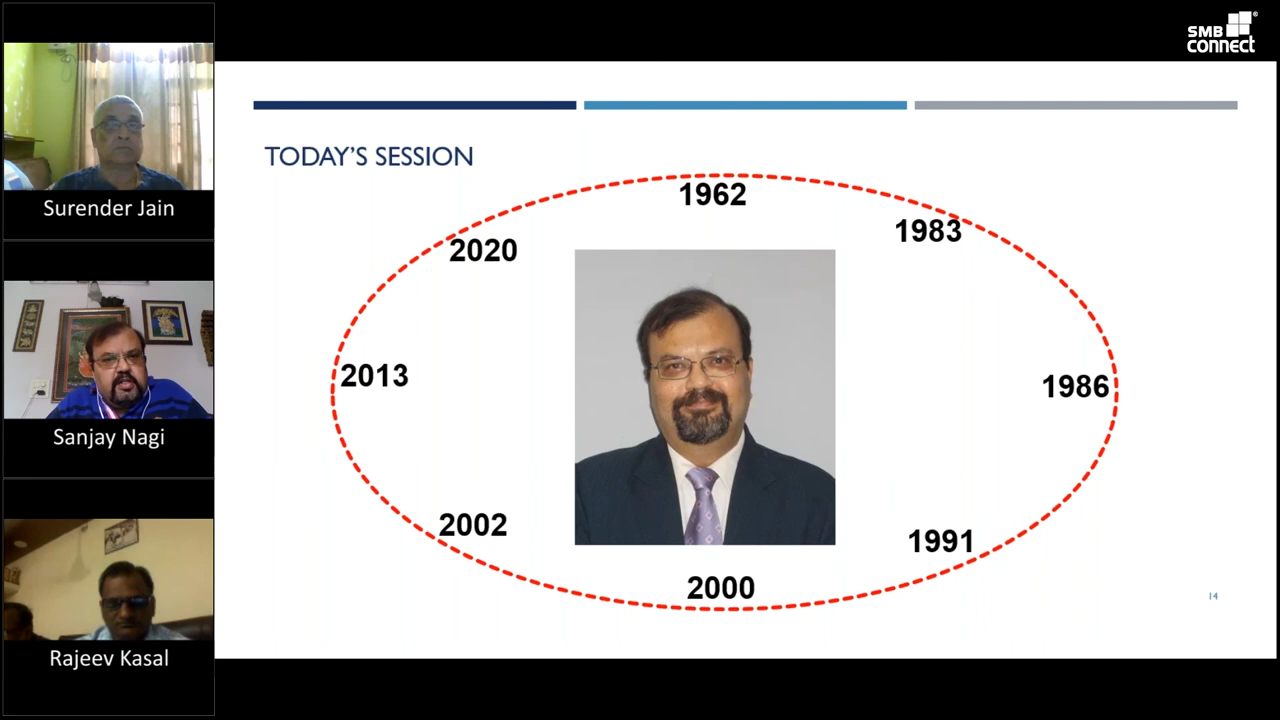 SMB
connect
Surender Jain
Sanjay Nagi
Rajeev Kasal
TODAY'S SESSION
1962
1983
2020
2013
1986
2002
1991
2000
14